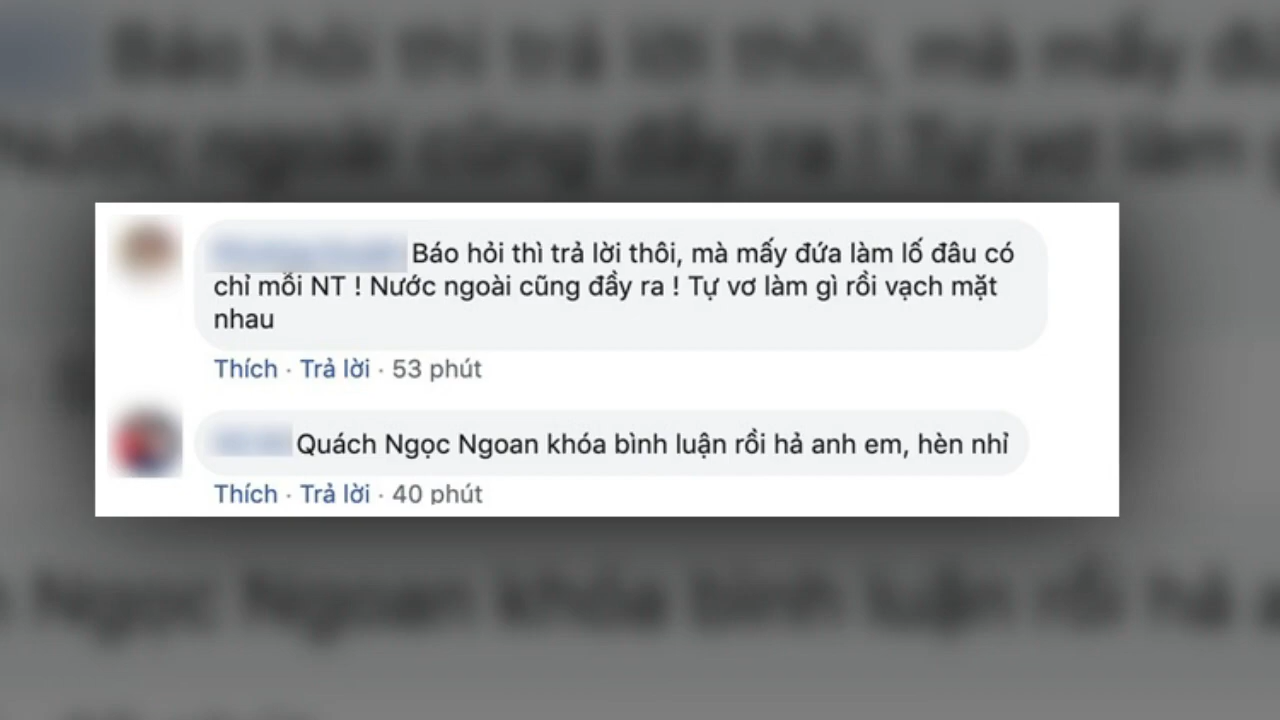 Báo hỏi thì trả lời thôi, mà mấy đứa làm lố đâu có
chỉ mỗi NT ! Nước ngoài cũng đầy ra ! Tự vơ làm gì rồi vạch mặt
nhau
Thích · Trả lời · 53 phút
Quách Ngọc Ngoan khóa bình luận rồi hả anh em, hèn nhỉ
Thích · Trả lời · 40 phút